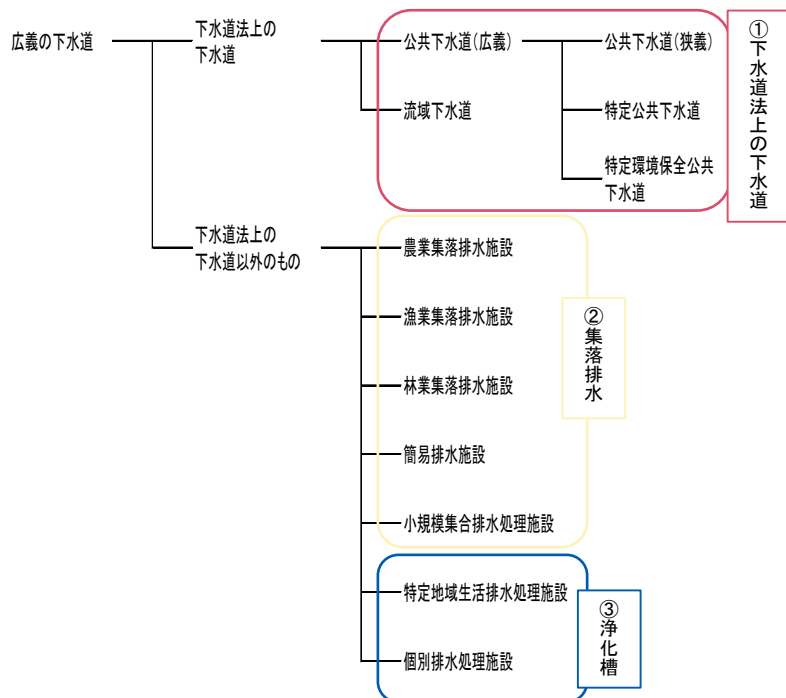 広義の下水道
下水道法上の
下水道
公共下水道(広義)
公共下水道(狭義)
流域下水道
特定公共下水道
特定環境保全公共
下水道
①下水道法上の下水道
下水道法上の
下水道以外のもの
農業集落排水施設
漁業集落排水施設
林業集落排水施設
簡易排水施設
小規模集合排水処理施設
②集落排水
特定地域生活排水処理施設
個別排水処理施設
③浄化槽